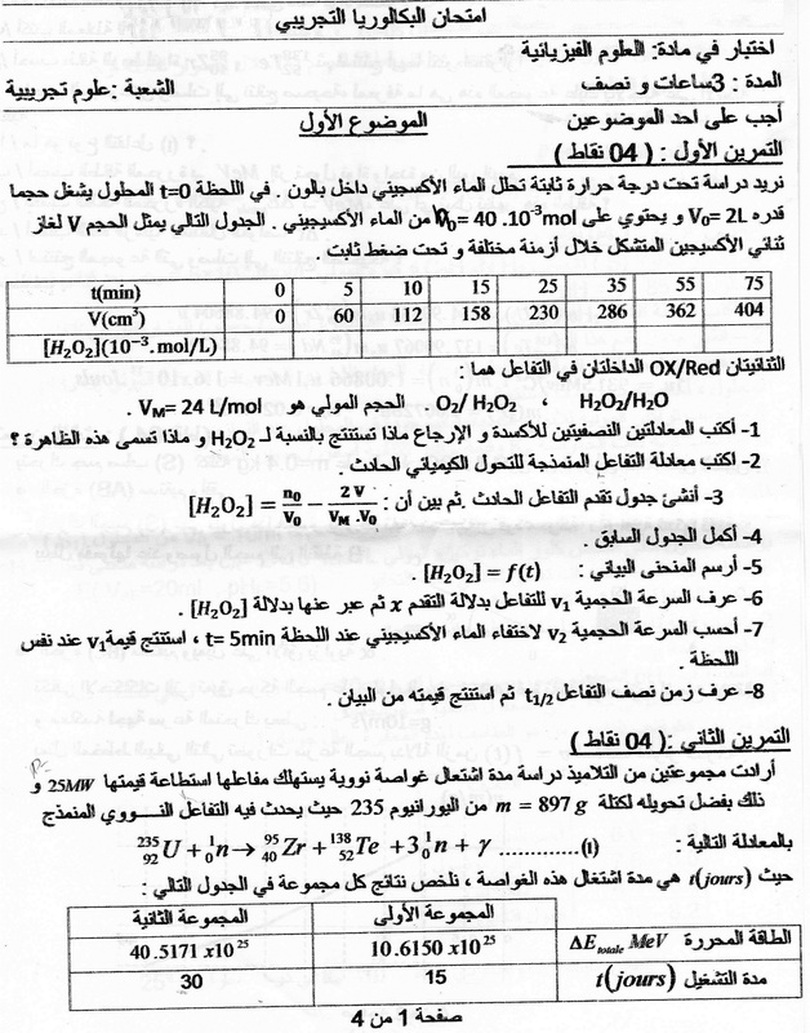 امتحان البكالوريا التجريبي
اختبار في مادة: العلوم الفيزيائية
المدة : 3ساعات و نصف الشعبة :علوم تجريبية
أجب على احد الموضوعين الموضوع الأول
التمرين الأول : ( 04 نقاط )
نريد دراسة تحت درجة حرارة ثابتة تحلل الماء الأكسجيني داخل بالون . في اللحظة t=0 المحلول يشغل حجما
قدره V₀= 2L و يحتوي على n₀= 40 .10⁻³mol من الماء الأكسجيني . الجدول التالي يمثل الحجم V لغاز
ثنائي الأكسجين المتشكل خلال أزمنة مختلفة و تحت ضغط ثابت .
t(min) 0 5 10 15 25 35 55 75
V(cm³) 0 60 112 158 230 286 362 404
[H₂O₂](10⁻³.mol/L)
الثنائيتان OX/Red الداخلتان في التفاعل هما :
H₂O₂/H₂O ، O₂/ H₂O₂ الحجم المولي هو V_M= 24 L/mol .
1- أكتب المعادلتين النصفيتين للأكسدة و الإرجاع ماذا تستنتج بالنسبة لـ H₂O₂ و ماذا تسمى هذه الظاهرة ؟
2- اكتب معادلة التفاعل المنمذجة للتحول الكيميائي الحادث-
3- أنشئ جدول تقدم التفاعل الحادث .ثم بين أن : [H₂O₂] = n₀/V₀ − 2 V/V_M .V₀
4- أكمل الجدول السابق .
5- أرسم المنحنى البياني : [H₂O₂] = f(t) .
6- عرف السرعة الحجمية v₁ للتفاعل بدلالة التقدم x ثم عبر عنها بدلالة [H₂O₂] .
7- أحسب السرعة الحجمية v₂ لاختفاء الماء الأكسيجيني عند اللحظة t= 5min ، استنتج قيمة v₁ عند نفس
اللحظة .
8- عرف زمن نصف التفاعل t₁/₂ ثم استنتج قيمته من البيان .
التمرين الثاني :( 04 نقاط )
أرادت مجموعتين من التلاميذ دراسة مدة اشتعال غواصة نووية يستهلك مفاعلها استطاعة قيمتها 25MW و
ذلك بفضل تحويله لكتلة m = 897 g من اليورانيوم 235 حيث يحدث فيه التفاعل النـــووي المنمذج
بالمعادلة التالية : ²³⁵₉₂U + ¹₀n → ⁹⁵₄₀Zr + ¹³⁸₅₂Te +3¹₀n + γ .............(1)
حيث t(jours) هي مدة اشتغال هذه الغواصة ، نلخص نتائج كل مجموعة في الجدول التالي :
المجموعة الأولى المجموعة الثانية
الطاقة المحررة ΔE_totale MeV 10.6150 x10²⁵ 40.5171 x10²⁵
مدة التشغيل t(jours) 15 30
صفحة 1 من 4